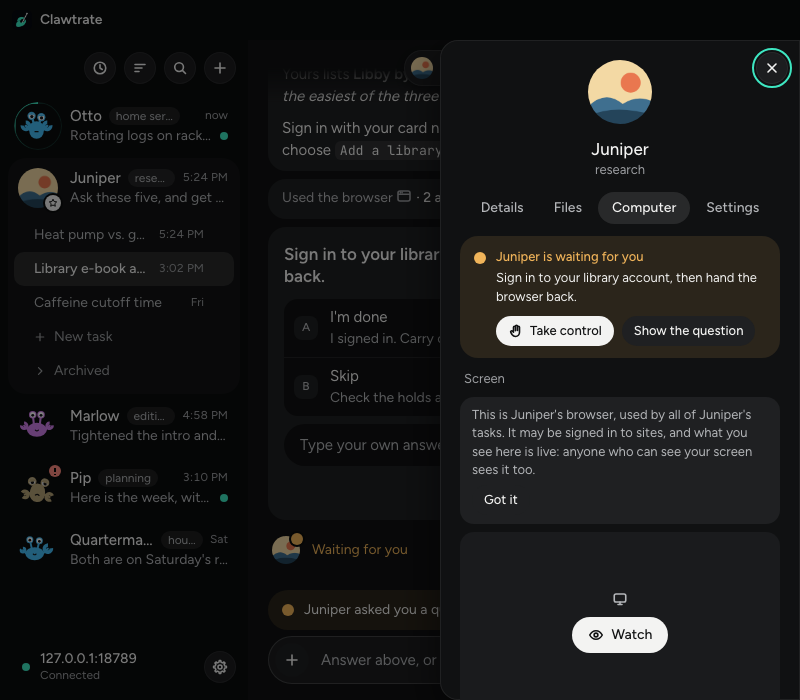 Clawtrate
Otto
home ser...
now
Rotating logs on rack...
Juniper
rese...
5:24 PM
Ask these five, and get ...
Heat pump vs. g...
5:24 PM
Library e-book a...
3:02 PM
Caffeine cutoff time
Fri
+ New task
Archived
Marlow
editi...
4:58 PM
Tightened the intro and...
Pip
planning
3:10 PM
Here is the week, wit...
Quarterma...
hou...
Sat
Both are on Saturday's r...
127.0.0.1:18789
Connected
Yours lists Libby by
the easiest of the three
Sign in with your card n
choose Add a library
Used the browser · 2 a
Sign in to your librar
back.
A
I'm done
I signed in. Carry o
B
Skip
Check the holds a
Type your own answe
Waiting for you
Juniper asked you a q
Answer above, or
Juniper
research
Details
Files
Computer
Settings
Juniper is waiting for you
Sign in to your library account, then hand the
browser back.
Take control
Show the question
Screen
This is Juniper's browser, used by all of Juniper's
tasks. It may be signed in to sites, and what you
see here is live: anyone who can see your screen
sees it too.
Got it
Watch